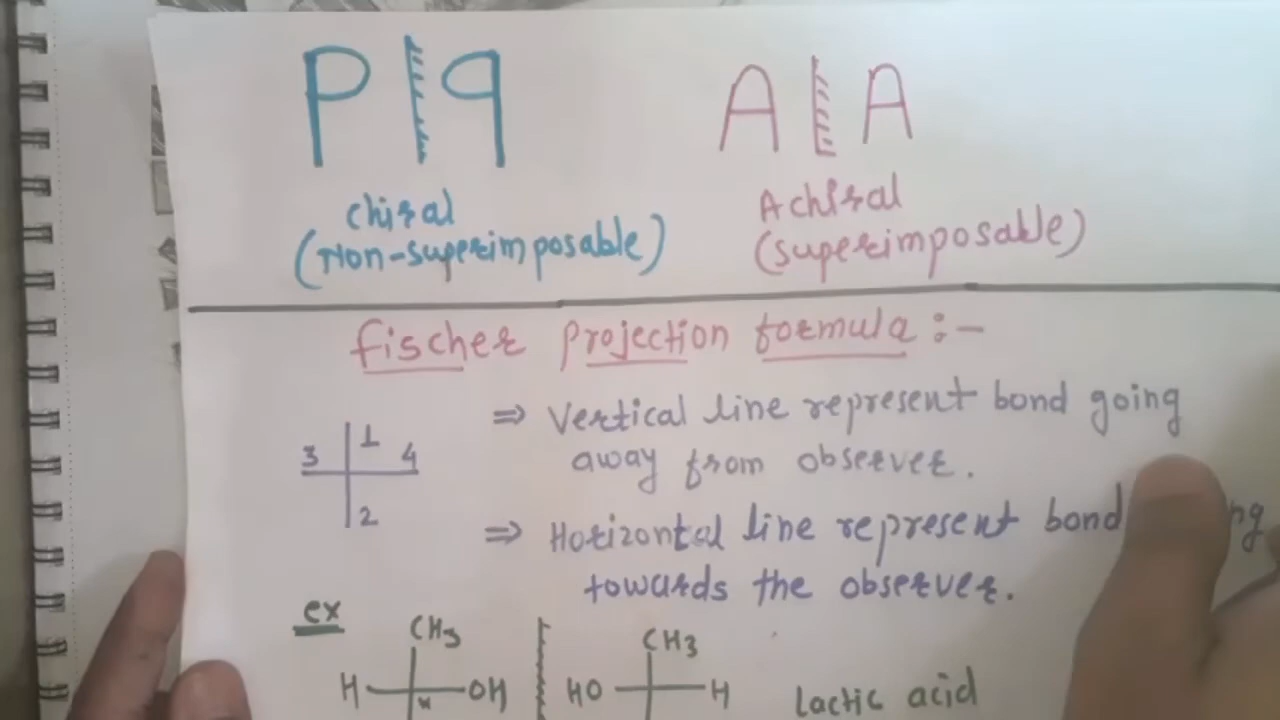 P q
A A
Chiral
(Non-superimposable)
Achiral
(superimposable)
Fischer projection formula :-
⇒ Vertical line represent bond going
away from observer.
3 1 4
2
⇒ Horizontal line represent bond
towards the observer.
ex
CH3
CH3
H OH
HO H
*
Lactic acid